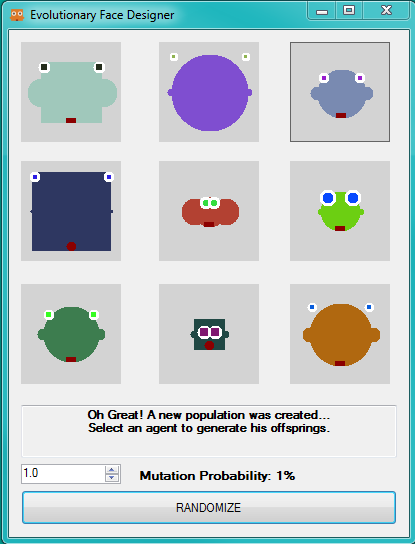 Evolutionary Face Designer
Oh Great! A new population was created...
Select an agent to generate his offsprings.
1.0
Mutation Probability: 1%
RANDOMIZE